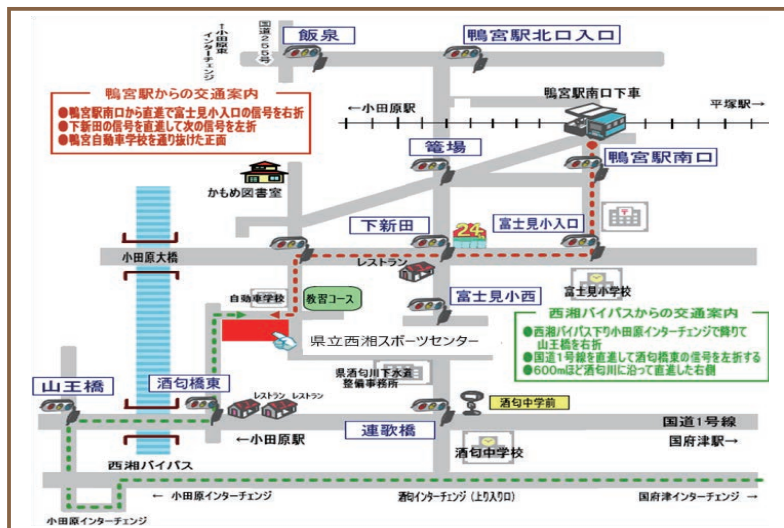 ↑小田原東
インターチェンジ
国道255号
飯泉
鴨宮駅北口入口
鴨宮駅からの交通案内
●鴨宮駅南口から直進で富士見小入口の信号を右折
●下新田の信号を直進して次の信号を左折
●鴨宮自動車学校を通り抜けた正面
鴨宮駅南口下車
←小田原駅
平塚駅→
籠場
鴨宮駅南口
かもめ図書室
下新田
24
富士見小入口
小田原大橋
レストラン
自動車学校
教習コース
富士見小西
富士見小学校
県立西湘スポーツセンター
西湘バイパスからの交通案内
●西湘バイパス下り小田原インターチェンジで降りて
山王橋を右折
●国道1号線を直進して酒匂橋東の信号を左折する
●600mほど酒匂川に沿って直進した右側
県酒匂川下水道
整備事務所
山王橋
酒匂橋東
レストラン
レストラン
酒匂中学前
←小田原駅
連歌橋
国道1号線
酒匂中学校
国府津駅→
西湘バイパス
← 小田原インターチェンジ
酒匂インターチェンジ(上り入り口)
国府津インターチェンジ →
小田原インターチェンジ